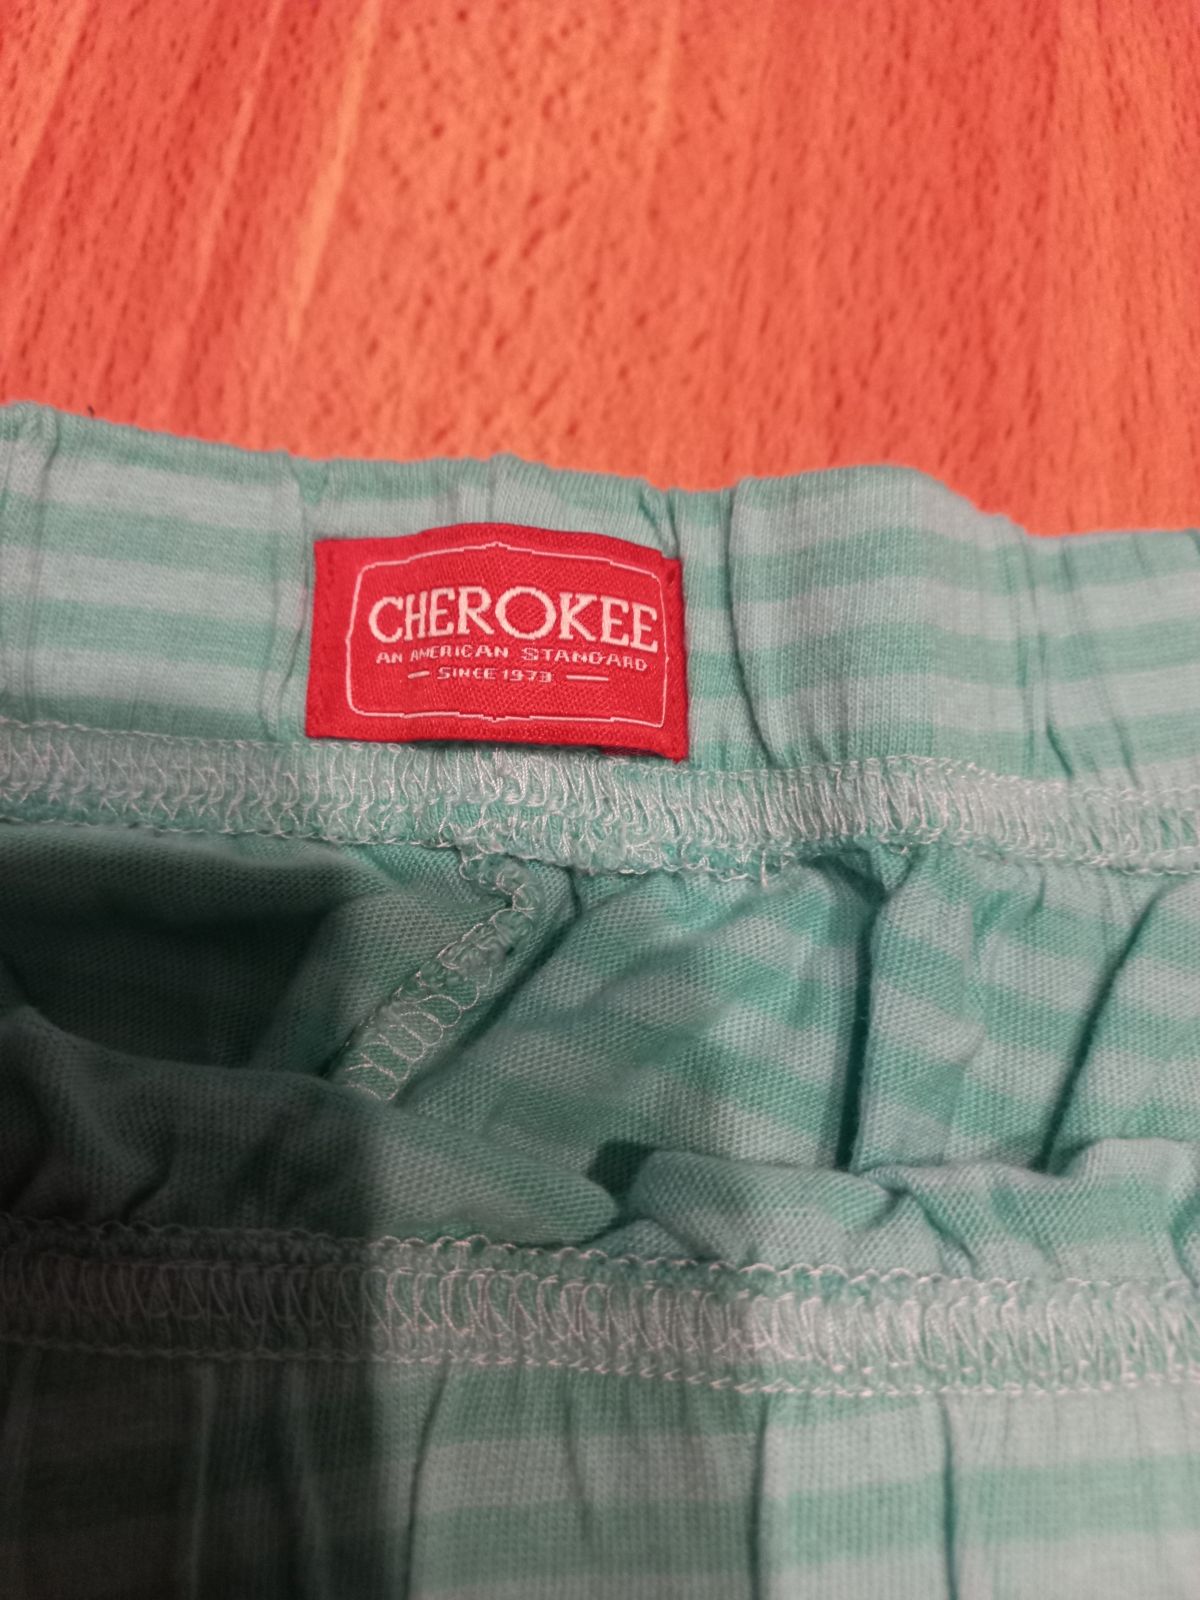 CHEROKEE
AN AMERICAN STANDARD
SINCE 1973